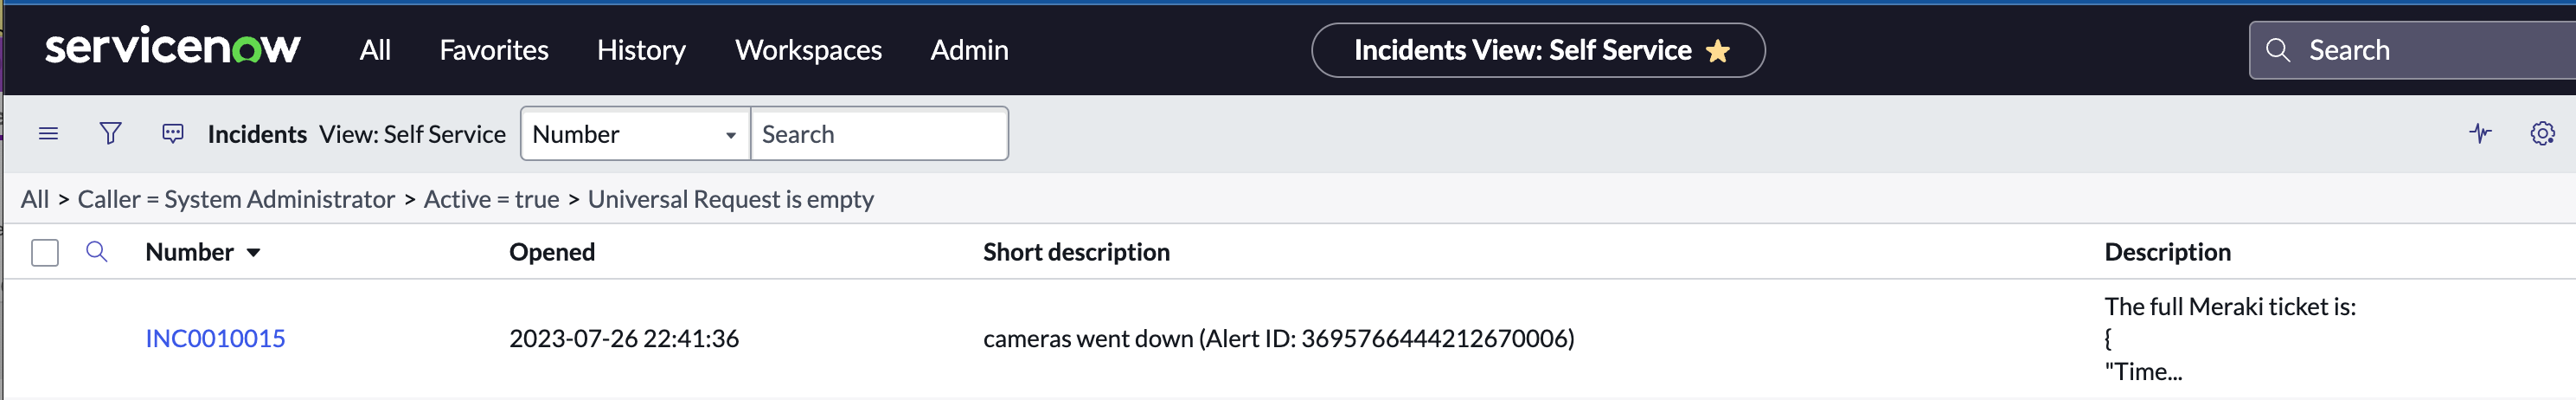 servicenow All Favorites History Workspaces Admin Incidents View: Self Service Search
Incidents View: Self Service Number Search
All > Caller = System Administrator > Active = true > Universal Request is empty
Number Opened Short description Description
INC0010015 2023-07-26 22:41:36 cameras went down (Alert ID: 3695766444212670006) The full Meraki ticket is:
{
"Time...